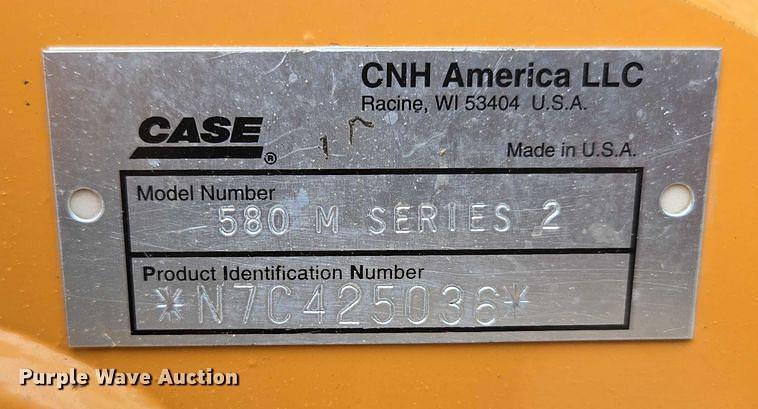 CNH America LLC
Racine, WI 53404 U.S.A.
CASE®
Made in U.S.A.
Model Number
580 M SERIES 2
Product Identification Number
*N7C425036*
Purple Wave Auction